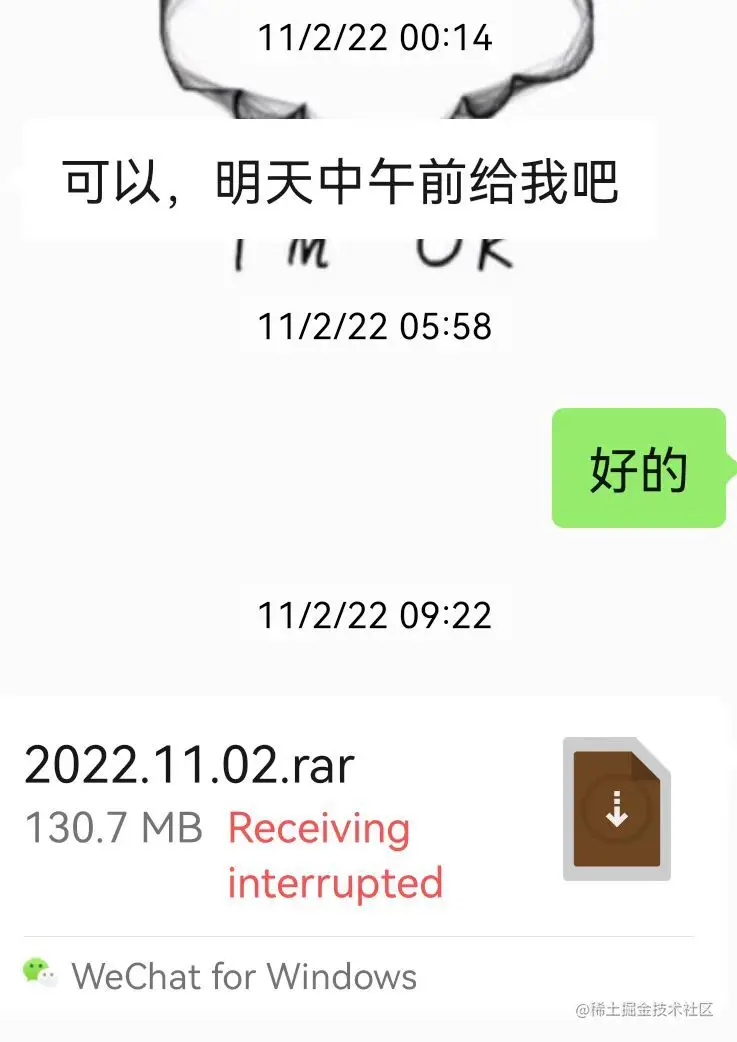 11/2/22 00:14
可以，明天中午前给我吧
I'm OK
11/2/22 05:58
好的
11/2/22 09:22
2022.11.02.rar
130.7 MB Receiving
interrupted
WeChat for Windows
@稀土掘金技术社区